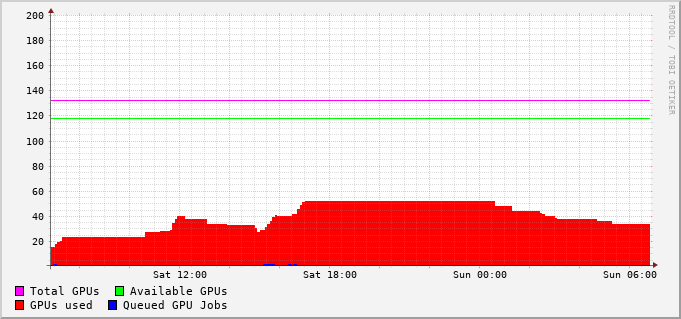 200
180
160
140
120
100
80
60
40
20
Sat 12:00 Sat 18:00 Sun 00:00 Sun 06:00
Total GPUs Available GPUs
GPUs used Queued GPU Jobs
RRDTOOL / TOBI OETIKER